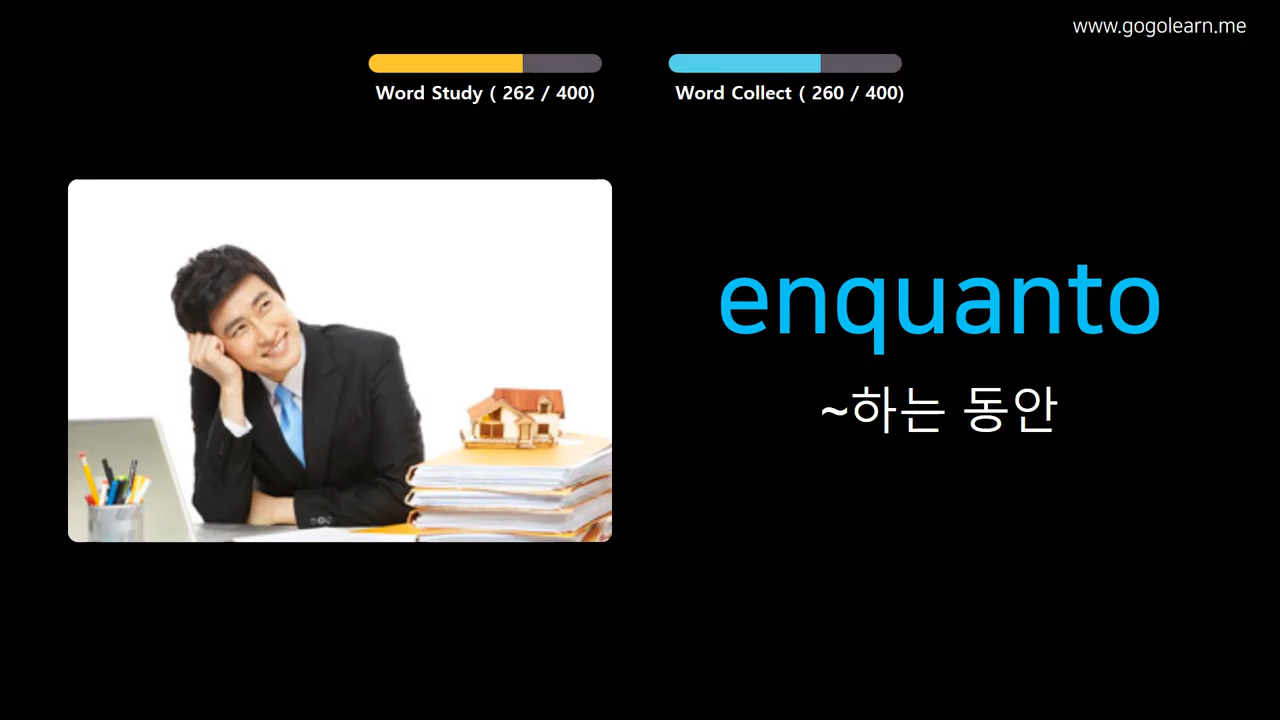 www.gogolearn.me
Word Study ( 262 / 400)
Word Collect ( 260 / 400)
enquanto
~하는 동안